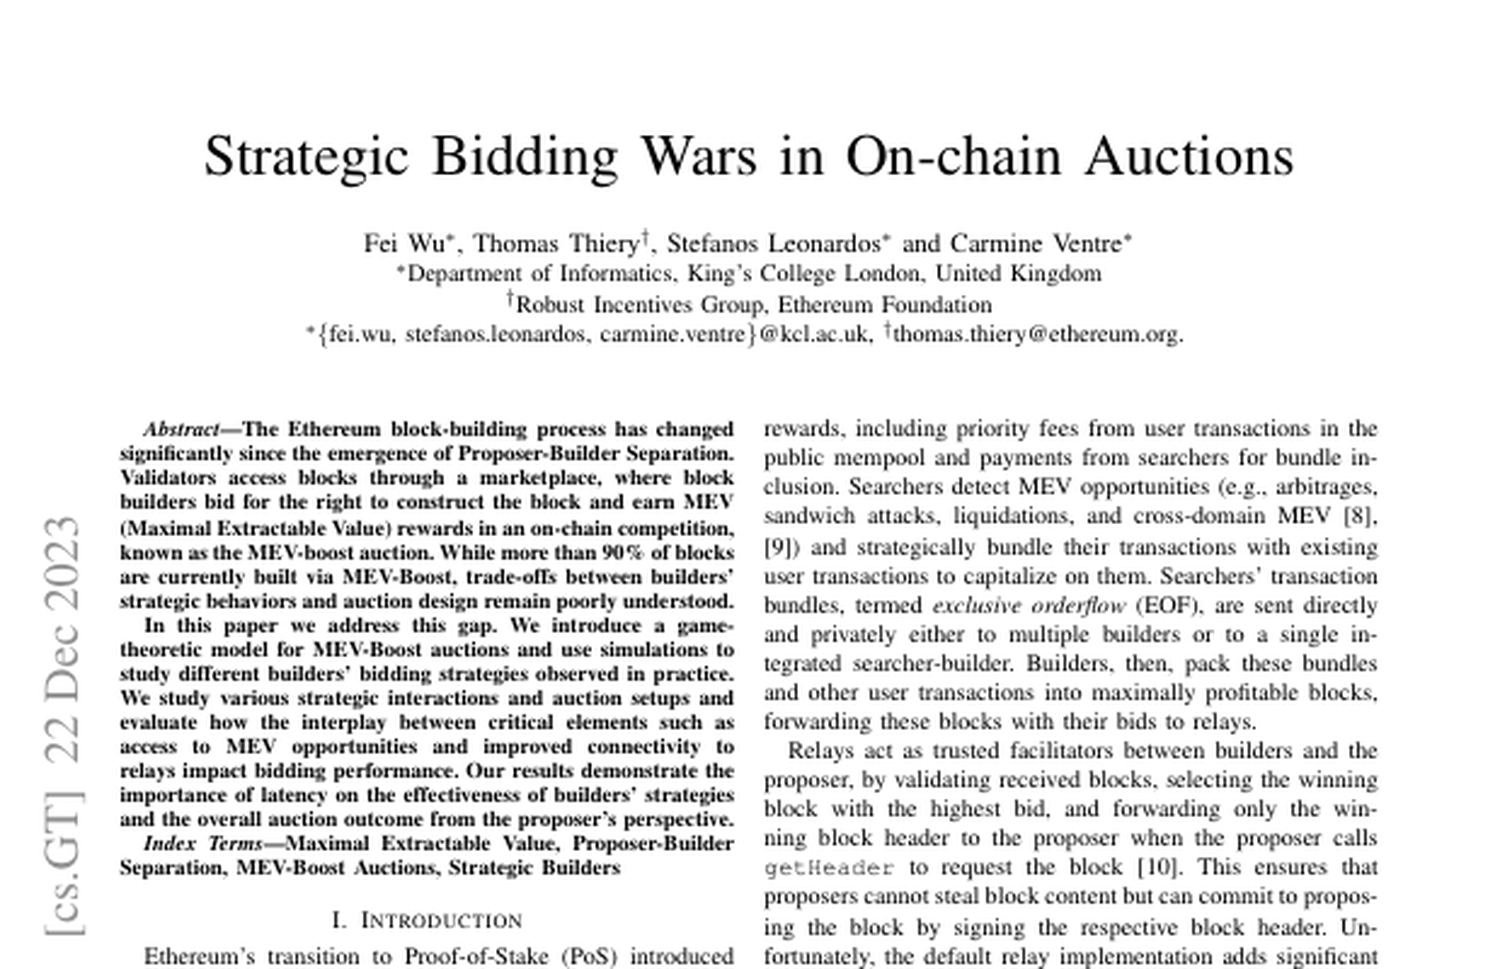 Strategic Bidding Wars in On-chain Auctions
Fei Wu*, Thomas Thiery†, Stefanos Leonardos* and Carmine Ventre*
*Department of Informatics, King's College London, United Kingdom
†Robust Incentives Group, Ethereum Foundation
*{fei.wu, stefanos.leonardos, carmine.ventre}@kcl.ac.uk, †thomas.thiery@ethereum.org.
[cs.GT] 22 Dec 2023
Abstract—The Ethereum block-building process has changed
significantly since the emergence of Proposer-Builder Separation.
Validators access blocks through a marketplace, where block
builders bid for the right to construct the block and earn MEV
(Maximal Extractable Value) rewards in an on-chain competition,
known as the MEV-boost auction. While more than 90% of blocks
are currently built via MEV-Boost, trade-offs between builders'
strategic behaviors and auction design remain poorly understood.
In this paper we address this gap. We introduce a game-
theoretic model for MEV-Boost auctions and use simulations to
study different builders' bidding strategies observed in practice.
We study various strategic interactions and auction setups and
evaluate how the interplay between critical elements such as
access to MEV opportunities and improved connectivity to
relays impact bidding performance. Our results demonstrate the
importance of latency on the effectiveness of builders' strategies
and the overall auction outcome from the proposer's perspective.
Index Terms—Maximal Extractable Value, Proposer-Builder
Separation, MEV-Boost Auctions, Strategic Builders
I. INTRODUCTION
Ethereum's transition to Proof-of-Stake (PoS) introduced
rewards, including priority fees from user transactions in the
public mempool and payments from searchers for bundle in-
clusion. Searchers detect MEV opportunities (e.g., arbitrages,
sandwich attacks, liquidations, and cross-domain MEV [8],
[9]) and strategically bundle their transactions with existing
user transactions to capitalize on them. Searchers' transaction
bundles, termed exclusive orderflow (EOF), are sent directly
and privately either to multiple builders or to a single in-
tegrated searcher-builder. Builders, then, pack these bundles
and other user transactions into maximally profitable blocks,
forwarding these blocks with their bids to relays.
Relays act as trusted facilitators between builders and the
proposer, by validating received blocks, selecting the winning
block with the highest bid, and forwarding only the win-
ning block header to the proposer when the proposer calls
getHeader to request the block [10]. This ensures that
proposers cannot steal block content but can commit to propos-
ing the block by signing the respective block header. Un-
fortunately, the default relay implementation adds significant